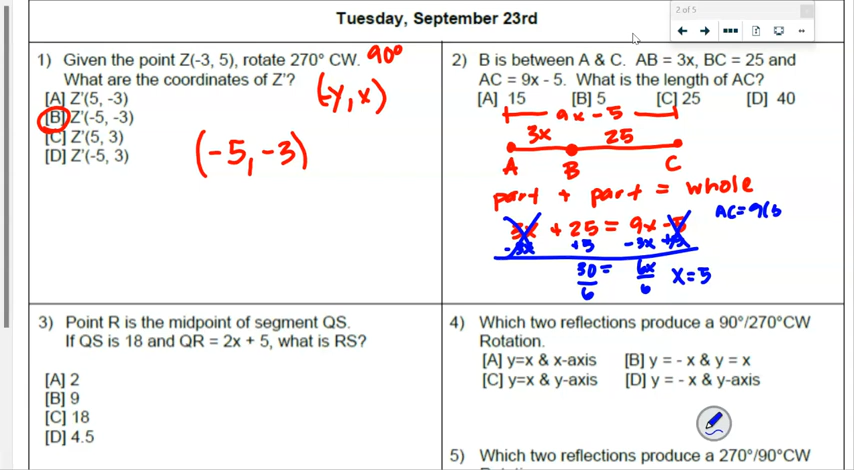 2 of 5
Tuesday, September 23rd
1) Given the point Z(-3, 5), rotate 270° CW. 90°
What are the coordinates of Z'?
[A] Z'(5, -3)
[B] Z'(-5, -3)
[C] Z'(5, 3)
[D] Z'(-5, 3)
(-y, x)
(-5, -3)
2) B is between A & C. AB = 3x, BC = 25 and
AC = 9x - 5. What is the length of AC?
[A] 15 [B] 5 [C] 25 [D] 40
9x - 5
3x 25
A B C
part + part = whole
AC = 9(5
3x + 25 = 9x - 5
-3x +5 -3x +5
30 = 6x
6 6
x = 5
3) Point R is the midpoint of segment QS.
If QS is 18 and QR = 2x + 5, what is RS?
[A] 2
[B] 9
[C] 18
[D] 4.5
4) Which two reflections produce a 90°/270°CW
Rotation.
[A] y=x & x-axis [B] y = - x & y = x
[C] y=x & y-axis [D] y = - x & y-axis
5) Which two reflections produce a 270°/90°CW